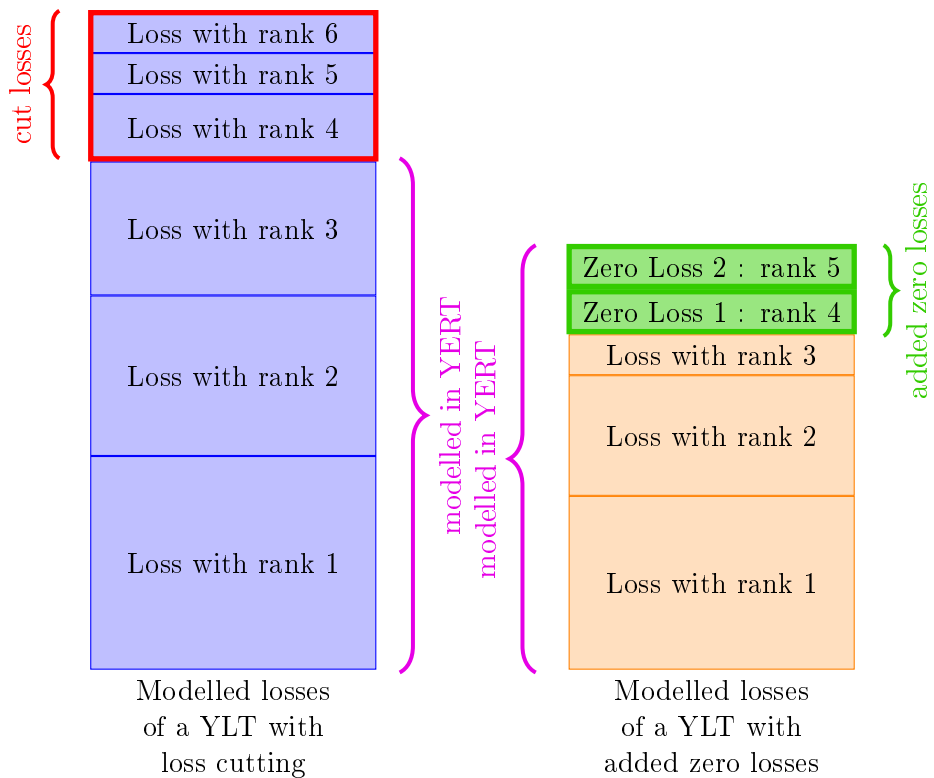 cut losses
Loss with rank 6
Loss with rank 5
Loss with rank 4
Loss with rank 3
Loss with rank 2
Loss with rank 1
modelled in YERT
Modelled losses
of a YLT with
loss cutting
modelled in YERT
Zero Loss 2 : rank 5
Zero Loss 1 : rank 4
Loss with rank 3
Loss with rank 2
Loss with rank 1
added zero losses
Modelled losses
of a YLT with
added zero losses